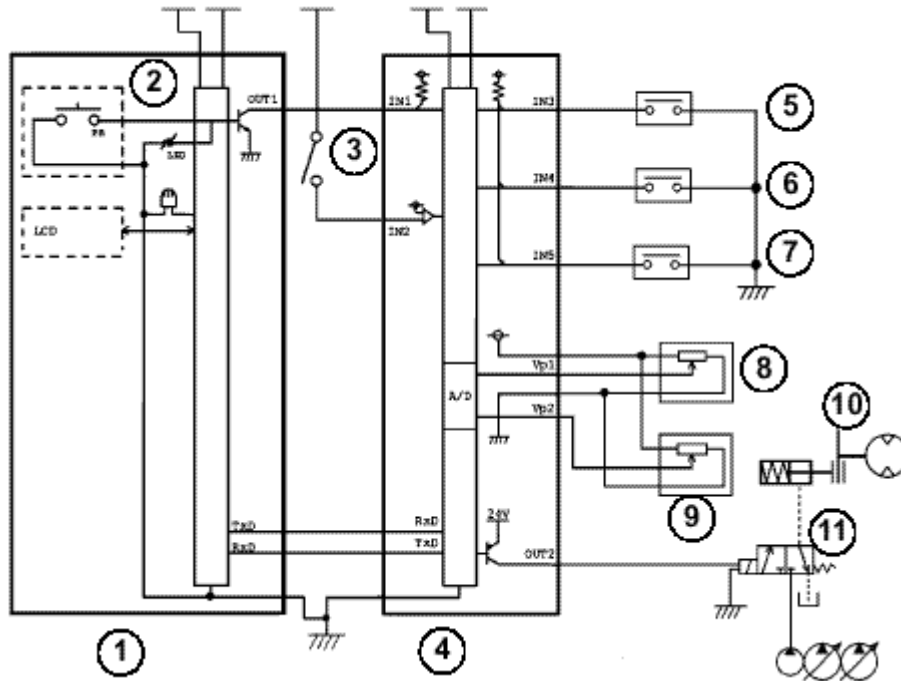 2
OUT1
IN1
IN3
5
PB
3
LED
IN4
6
LCD
IN2
IN5
7
Vp1
8
A/D
Vp2
10
9
24V
TxD
RxD
RxD
TxD
OUT2
11
1
4